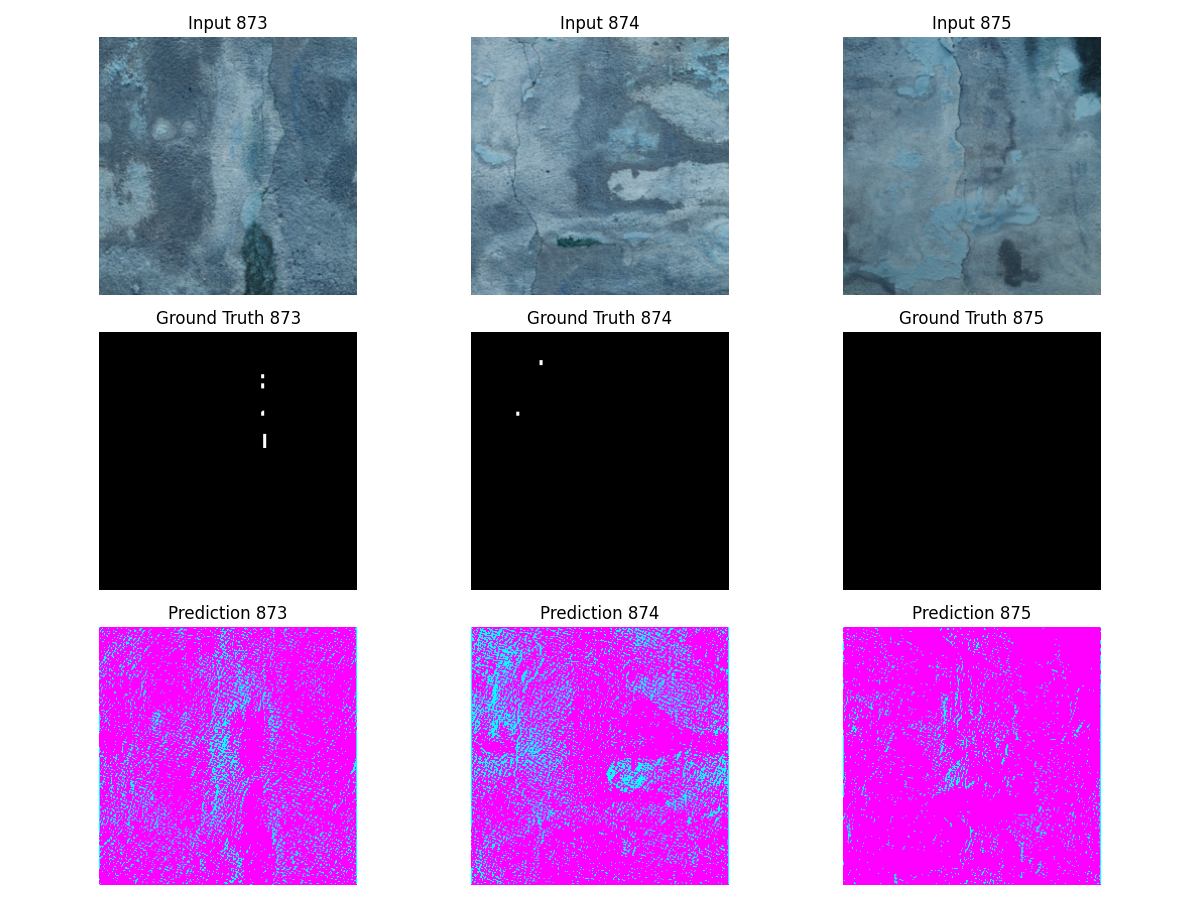 Input 873
Input 874
Input 875
Ground Truth 873
Ground Truth 874
Ground Truth 875
Prediction 873
Prediction 874
Prediction 875